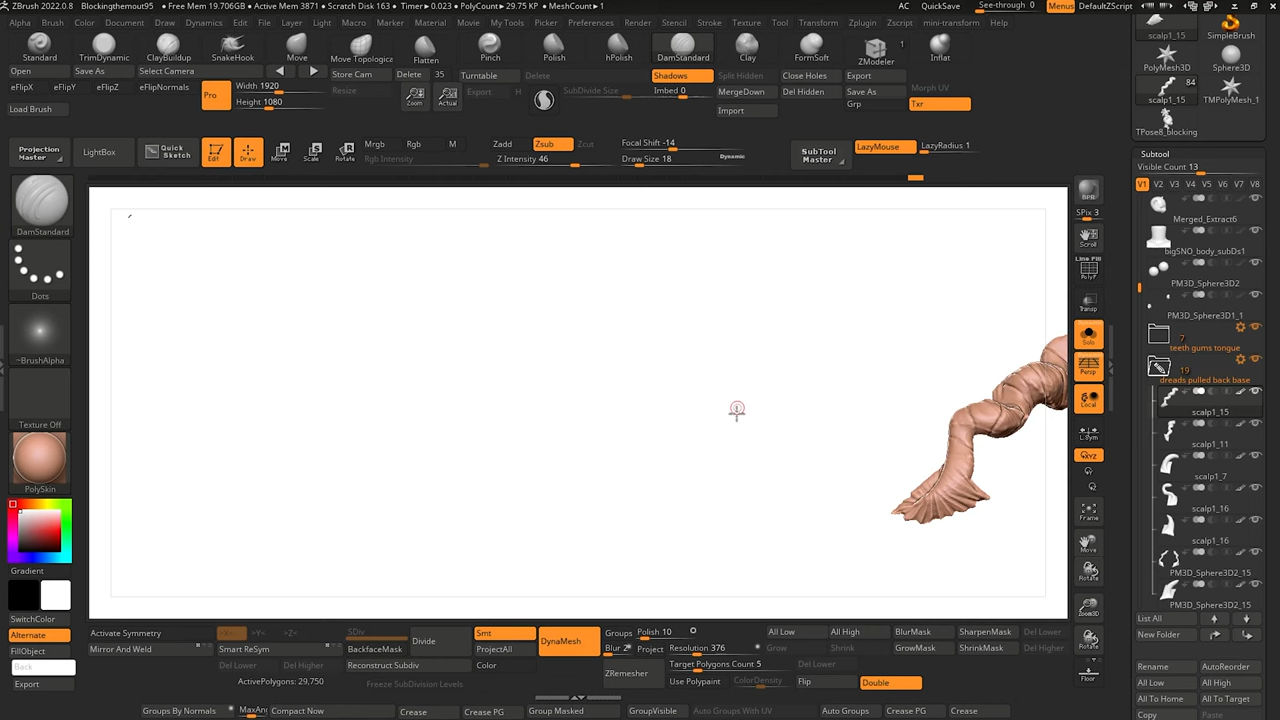 ZBrush 2022.0.8 Blockingthemout95 • Free Mem 19.706GB • Active Mem 3871 • Scratch Disk 163 • Timer▶0.023 • PolyCount▶29.75 KP • MeshCount▶1 AC QuickSave See-through 0 Menus DefaultZScript
Alpha Brush Color Document Draw Dynamics Edit File Layer Light Macro Marker Material Movie My Tools Picker Preferences Render Stencil Stroke Texture Tool Transform Zplugin Zscript mini-transform Help
Standard TrimDynamic ClayBuildup SnakeHook Move Move Topologica Flatten Pinch Polish hPolish DamStandard Clay FormSoft ZModeler 1 Inflat
Open Save As Select Camera Store Cam Delete 35 Turntable Delete Shadows Split Hidden Close Holes Export Morph UV
eFlipX eFlipY eFlipZ eFlipNormals Pro Width 1920 Resize Zoom Actual Export H SubDivide Size Imbed 0 MergeDown Del Hidden Save As
Load Brush Height 1080 Import Grp Txr
Projection Master LightBox Quick Sketch Edit Draw Move Scale Rotate Mrgb Rgb M Zadd Zsub Zcut Focal Shift -14 SubTool Master LazyMouse LazyRadius 1
Rgb Intensity Z Intensity 46 Draw Size 18 Dynamic
DamStandard
Dots
~BrushAlpha
Texture Off
PolySkin
Gradient
SwitchColor
Alternate
FillObject
Back
Export
BPR
SPix 3
Scroll
Line Fill
PolyF
Transp
Solo
Persp
Local
L.Sym
XYZ
Frame
Move
Rotate
Zoom3D
Rotate
Floor
scalp1_15 SimpleBrush
PolyMesh3D Sphere3D
84
scalp1_15 TMPolyMesh_1
TPose8_blocking
Subtool
Visible Count 13
V1 V2 V3 V4 V5 V6 V7 V8
Merged_Extract6
bigSNO_body_subDs1
PM3D_Sphere3D2
PM3D_Sphere3D1_1
7
teeth gums tongue
19
dreads pulled back base
scalp1_15
scalp1_11
scalp1_7
scalp1_16
scalp1_16
PM3D_Sphere3D2_15
PM3D_Sphere3D2_15
List All
New Folder
Rename AutoReorder
All Low All High
All To Home All To Target
Copy Paste
Activate Symmetry >X< >Y< >Z< SDiv Divide Smt DynaMesh Groups Polish 10 All Low All High BlurMask SharpenMask Del Lower
Mirror And Weld Smart ReSym BackfaceMask ProjectAll Blur 2 Project Resolution 376 Grow Shrink GrowMask ShrinkMask Del Higher
Del Lower Del Higher Reconstruct Subdiv Color ZRemesher Target Polygons Count 5 Del Lower
ActivePolygons: 29,750 Freeze SubDivision Levels Use Polypaint ColorDensity Flip Double
Groups By Normals MaxAng Compact Now Crease Crease PG Group Masked GroupVisible Auto Groups With UV Auto Groups Crease PG Crease